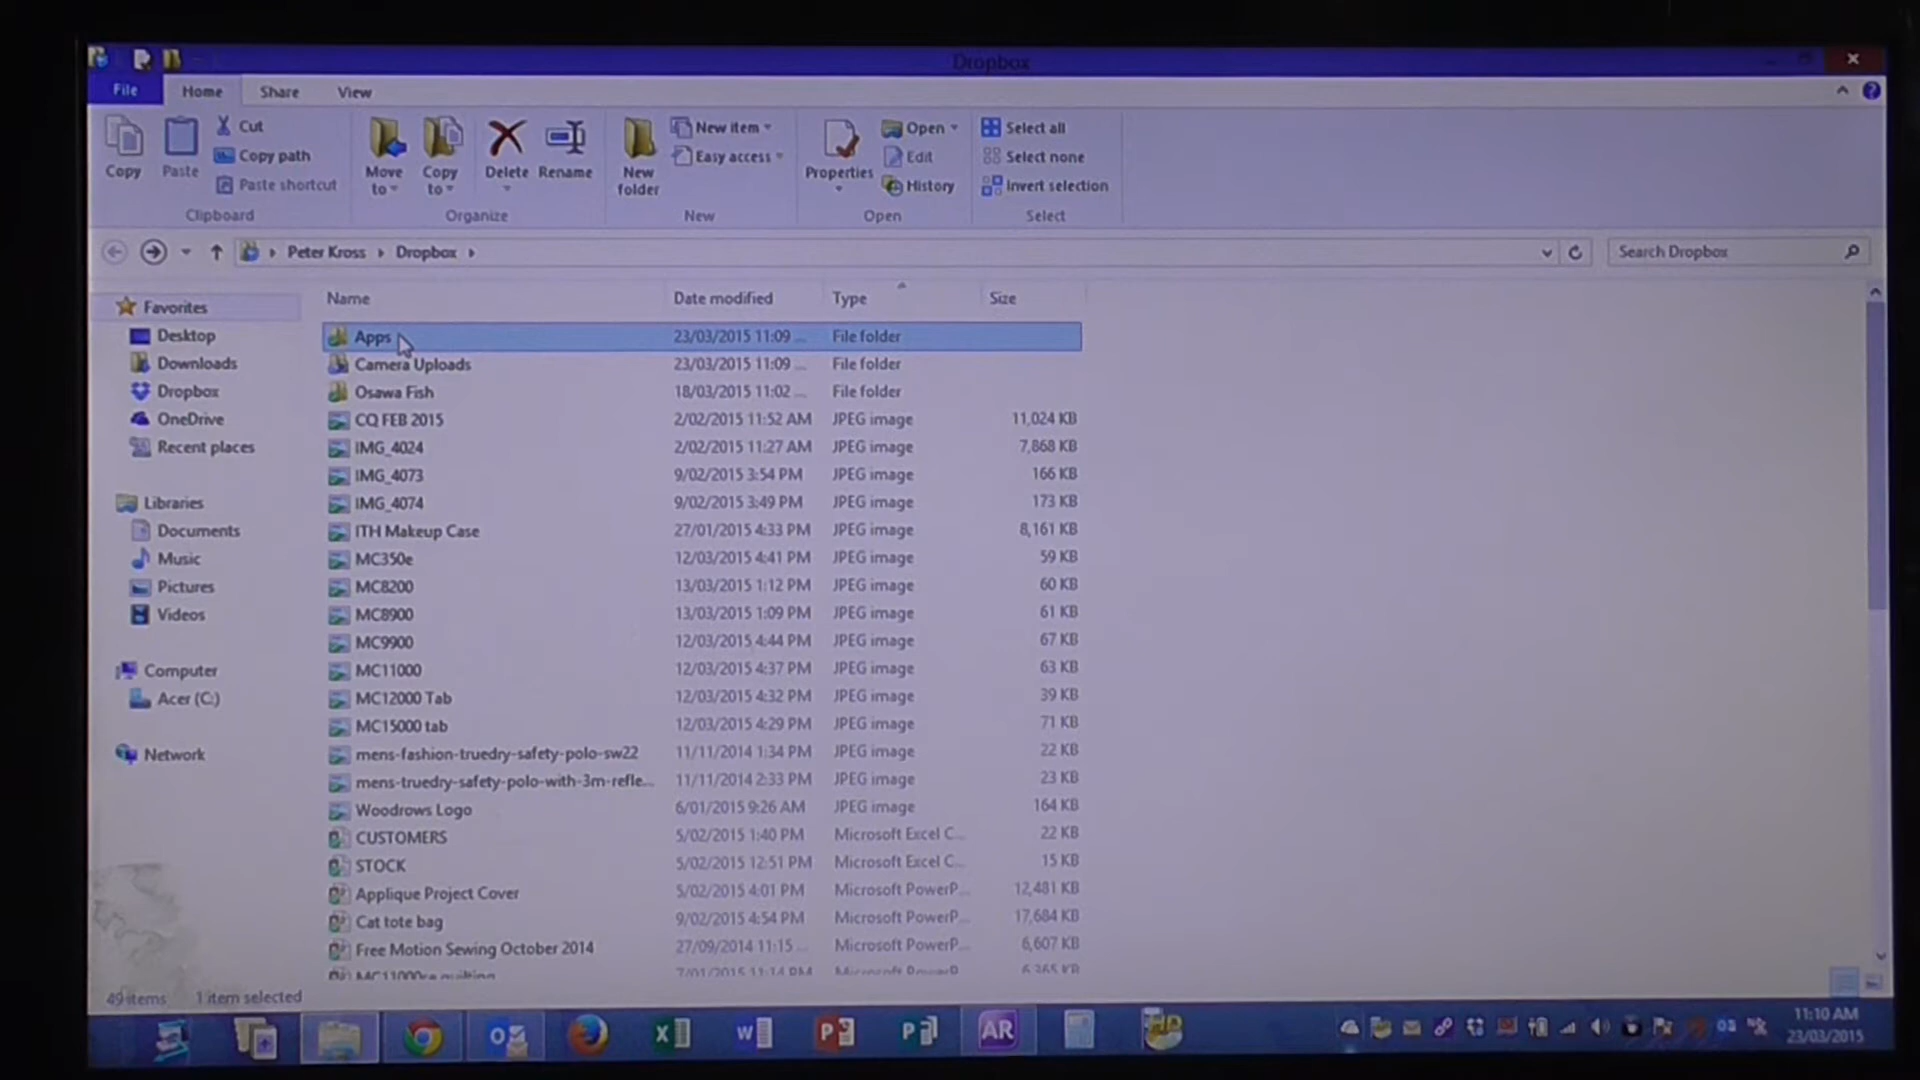 Dropbox
File Home Share View
Copy
Paste
Cut
Copy path
Paste shortcut
Clipboard
Move to
Copy to
Delete
Rename
Organize
New folder
New item
Easy access
New
Properties
Open
Edit
History
Open
Select all
Select none
Invert selection
Select
Peter Kross Dropbox
Search Dropbox
Favorites
Desktop
Downloads
Dropbox
OneDrive
Recent places
Libraries
Documents
Music
Pictures
Videos
Computer
Acer (C:)
Network
Name Date modified Type Size
Apps 23/03/2015 11:09 ... File folder
Camera Uploads 23/03/2015 11:09 ... File folder
Osawa Fish 18/03/2015 11:02 ... File folder
CQ FEB 2015 2/02/2015 11:52 AM JPEG image 11,024 KB
IMG_4024 2/02/2015 11:27 AM JPEG image 7,868 KB
IMG_4073 9/02/2015 3:54 PM JPEG image 166 KB
IMG_4074 9/02/2015 3:49 PM JPEG image 173 KB
ITH Makeup Case 27/01/2015 4:33 PM JPEG image 8,161 KB
MC350e 12/03/2015 4:41 PM JPEG image 59 KB
MC8200 13/03/2015 1:12 PM JPEG image 60 KB
MC8900 13/03/2015 1:09 PM JPEG image 61 KB
MC9900 12/03/2015 4:44 PM JPEG image 67 KB
MC11000 12/03/2015 4:37 PM JPEG image 63 KB
MC12000 Tab 12/03/2015 4:32 PM JPEG image 39 KB
MC15000 tab 12/03/2015 4:29 PM JPEG image 71 KB
mens-fashion-truedry-safety-polo-sw22 11/11/2014 1:34 PM JPEG image 22 KB
mens-truedry-safety-polo-with-3m-refle... 11/11/2014 2:33 PM JPEG image 23 KB
Woodrows Logo 6/01/2015 9:26 AM JPEG image 164 KB
CUSTOMERS 5/02/2015 1:40 PM Microsoft Excel C... 22 KB
STOCK 5/02/2015 12:51 PM Microsoft Excel C... 15 KB
Applique Project Cover 5/02/2015 4:01 PM Microsoft PowerP... 12,481 KB
Cat tote bag 9/02/2015 4:54 PM Microsoft PowerP... 17,684 KB
Free Motion Sewing October 2014 27/09/2014 11:15 ... Microsoft PowerP... 6,607 KB
49 items 1 item selected
AR
11:10 AM
23/03/2015